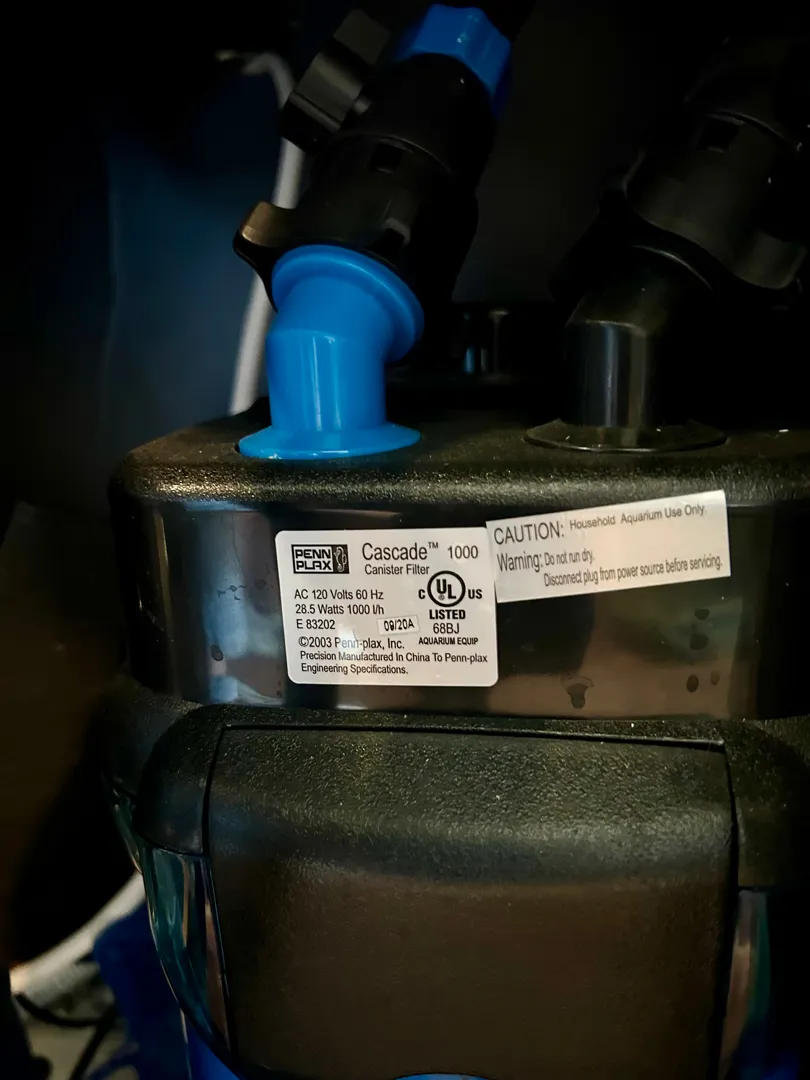 PENN
PLAX
Cascade™ 1000
Canister Filter
AC 120 Volts 60 Hz
28.5 Watts 1000 l/h
E 83202
09/20A
©2003 Penn-plax, Inc.
Precision Manufactured In China To Penn-plax
Engineering Specifications.
C UL US
LISTED
68BJ
AQUARIUM EQUIP
CAUTION: Household Aquarium Use Only.
Warning: Do not run dry.
Disconnect plug from power source before servicing.